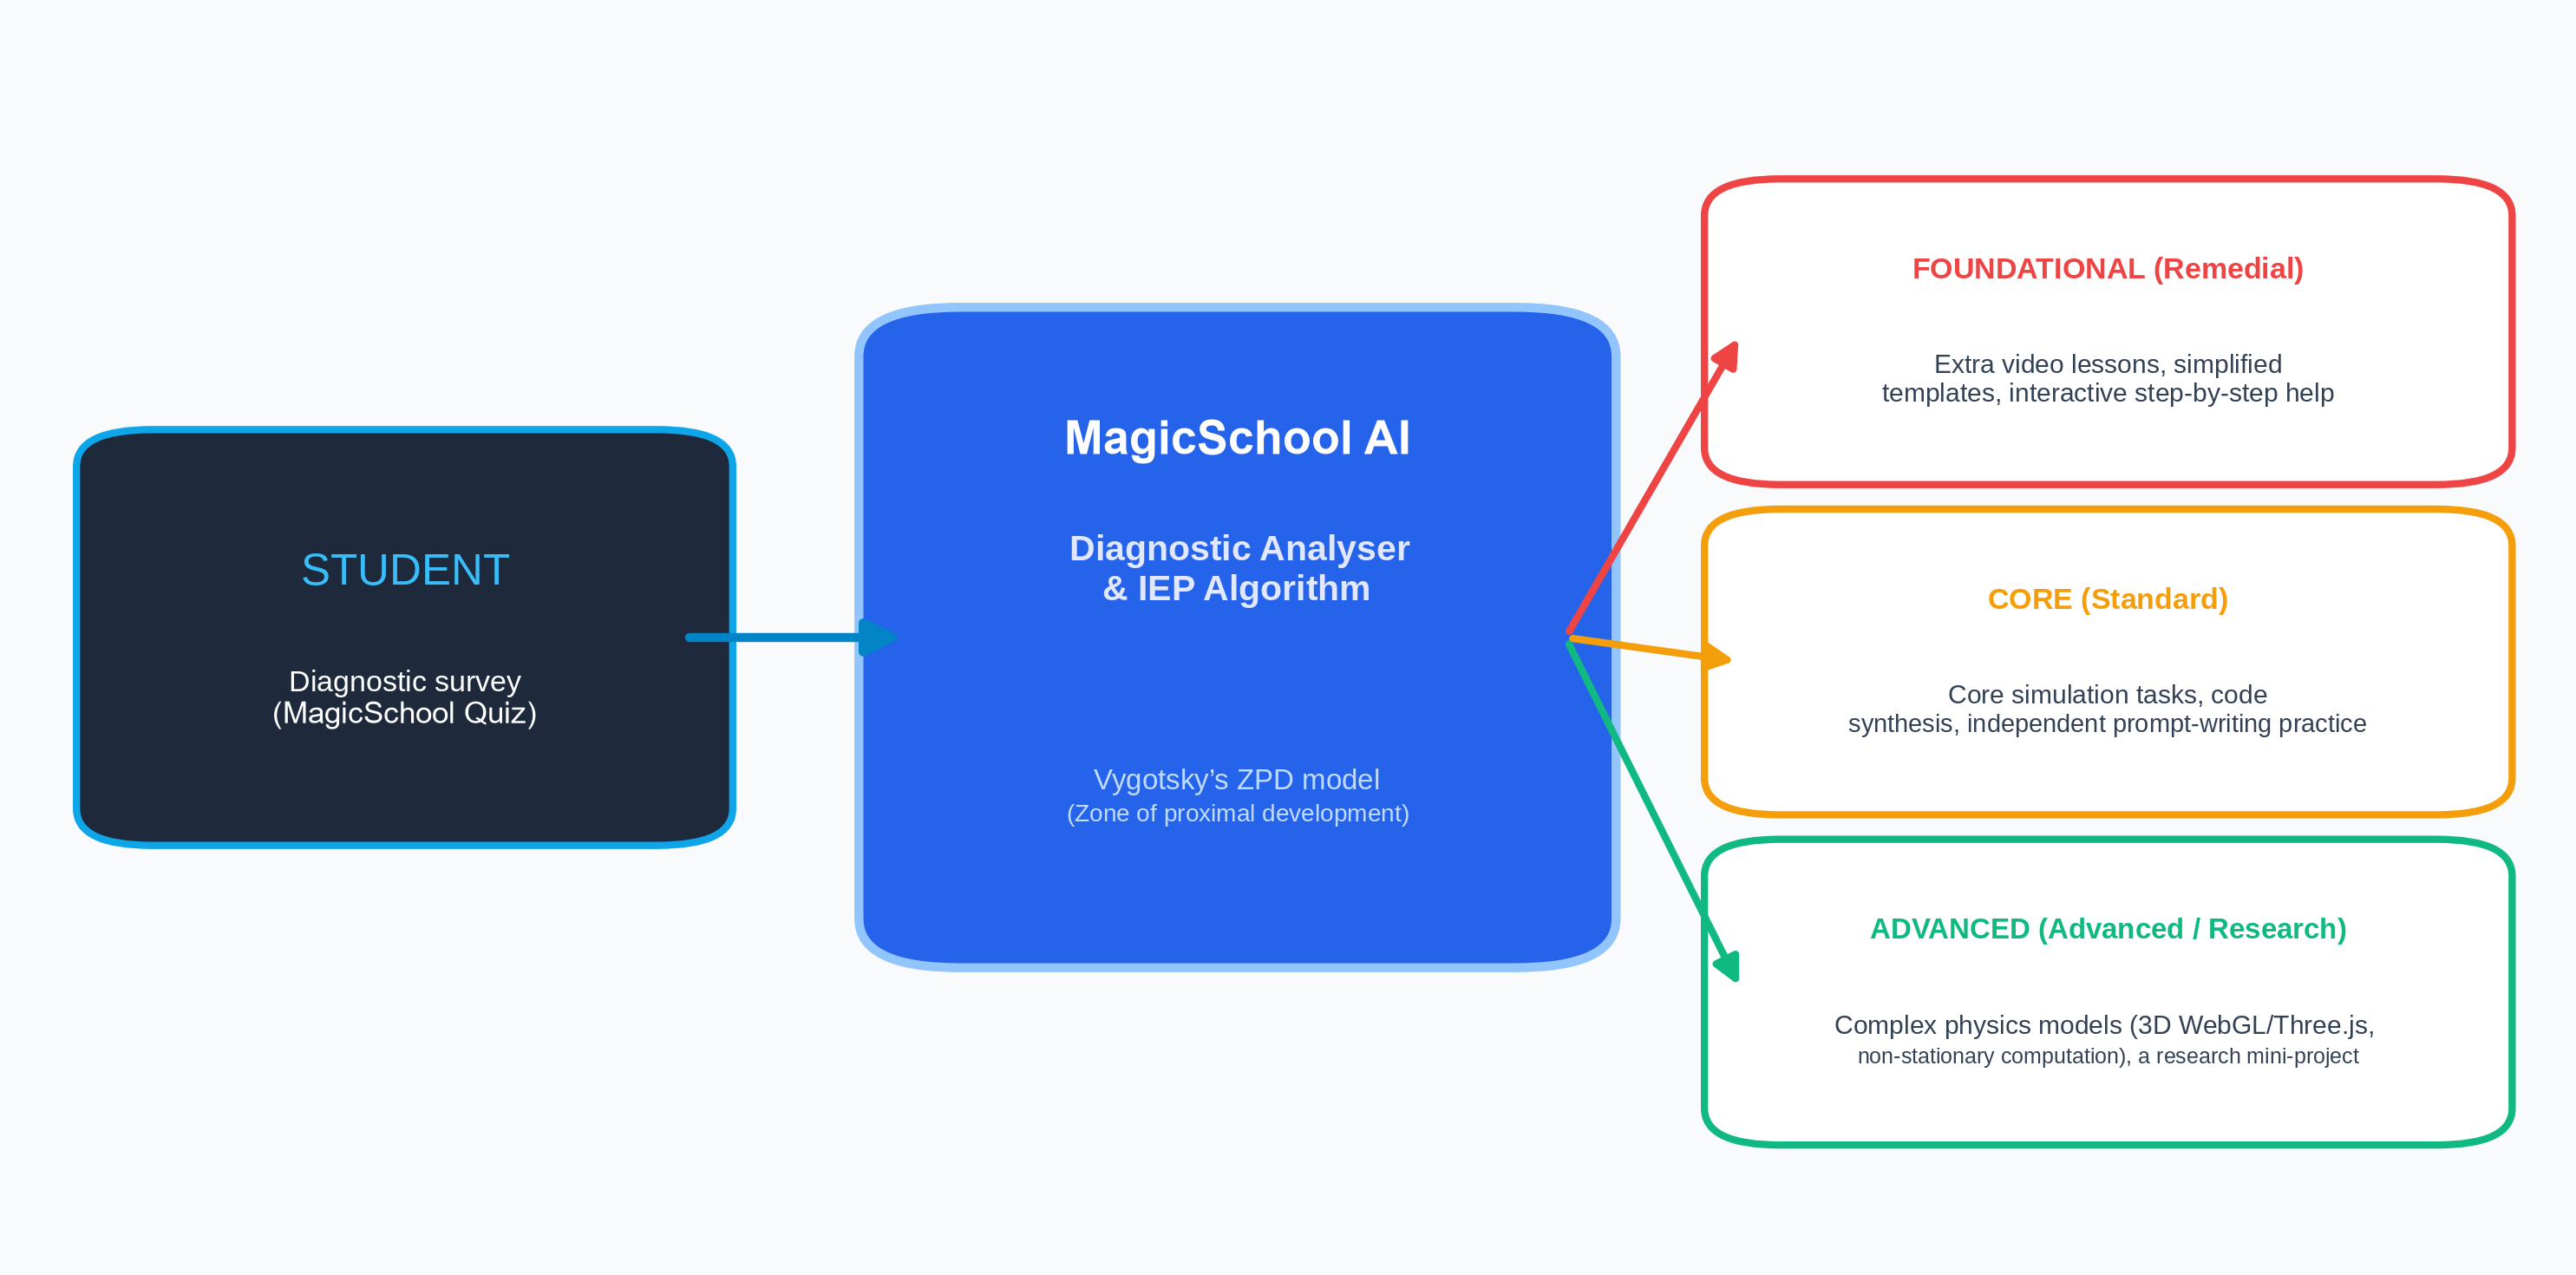 STUDENT
Diagnostic survey
(MagicSchool Quiz)
MagicSchool AI
Diagnostic Analyser
& IEP Algorithm
Vygotsky’s ZPD model
(Zone of proximal development)
FOUNDATIONAL (Remedial)
Extra video lessons, simplified
templates, interactive step-by-step help
CORE (Standard)
Core simulation tasks, code
synthesis, independent prompt-writing practice
ADVANCED (Advanced / Research)
Complex physics models (3D WebGL/Three.js,
non-stationary computation), a research mini-project